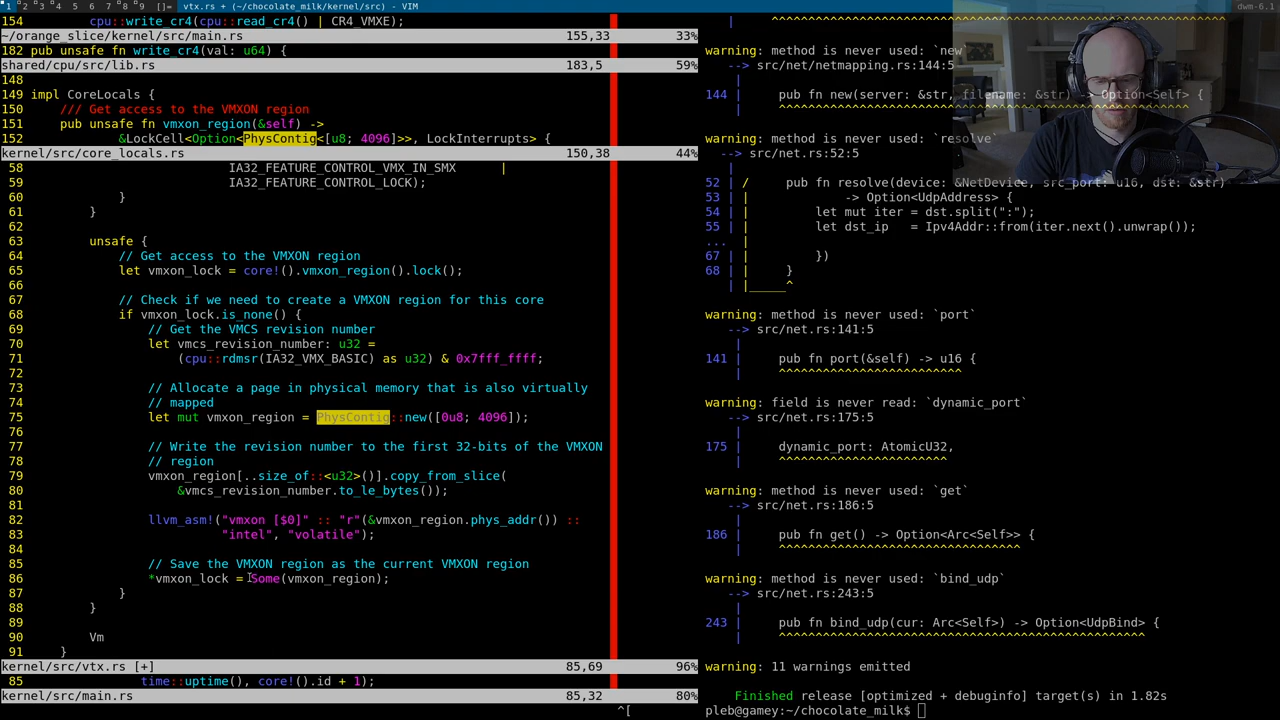 1 2 3 4 5 6 7 8 9 []= vtx.rs + (~/chocolate_milk/kernel/src) - VIM dwm-6.1
154         cpu::write_cr4(cpu::read_cr4() | CR4_VMXE);
~/orange_slice/kernel/src/main.rs 155,33 33%
182 pub unsafe fn write_cr4(val: u64) {
shared/cpu/src/lib.rs 183,5 59%
148
149 impl CoreLocals {
150     /// Get access to the VMXON region
151     pub unsafe fn vmxon_region(&self) ->
152             &LockCell<Option<PhysContig<[u8; 4096]>>, LockInterrupts> {
kernel/src/core_locals.rs 150,38 44%
58                           IA32_FEATURE_CONTROL_VMX_IN_SMX      |
59                           IA32_FEATURE_CONTROL_LOCK);
60             }
61         }
62
63         unsafe {
64             // Get access to the VMXON region
65             let vmxon_lock = core!().vmxon_region().lock();
66
67             // Check if we need to create a VMXON region for this core
68             if vmxon_lock.is_none() {
69                 // Get the VMCS revision number
70                 let vmcs_revision_number: u32 =
71                     (cpu::rdmsr(IA32_VMX_BASIC) as u32) & 0x7fff_ffff;
72
73                 // Allocate a page in physical memory that is also virtually
74                 // mapped
75                 let mut vmxon_region = PhysContig::new([0u8; 4096]);
76
77                 // Write the revision number to the first 32-bits of the VMXON
78                 // region
79                 vmxon_region[..size_of::<u32>()].copy_from_slice(
80                     &vmcs_revision_number.to_le_bytes());
81
82                 llvm_asm!("vmxon [$0]" :: "r"(&vmxon_region.phys_addr()) ::
83                           "intel", "volatile");
84
85                 // Save the VMXON region as the current VMXON region
86                 *vmxon_lock = Some(vmxon_region);
87             }
88         }
89
90         Vm
91     }
kernel/src/vtx.rs [+] 85,69 96%
85               time::uptime(), core!().id + 1);
kernel/src/main.rs 85,32 80%
^[
    |     ^^^^^^^^^^^^^^^^^^^^^^^^^^^^^^^^^^^^^^^^^^^^^^^^^^^^^^^^^^^^^^
warning: method is never used: `new`
   --> src/net/netmapping.rs:144:5
    |
144 |     pub fn new(server: &str, filename: &str) -> Option<Self> {
    |     ^^^^^^^^^^^^^^^^^^^^^^^^^^^^^^^^^^^^^^^^^^^^^^^^^^^^^^^^
warning: method is never used: `resolve`
  --> src/net.rs:52:5
   |
52 | /     pub fn resolve(device: &NetDevice, src_port: u16, dst: &str)
53 | |             -> Option<UdpAddress> {
54 | |         let mut iter = dst.split(":");
55 | |         let dst_ip   = Ipv4Addr::from(iter.next().unwrap());
...  |
67 | |         })
68 | |     }
   | |_____^
warning: method is never used: `port`
   --> src/net.rs:141:5
    |
141 |     pub fn port(&self) -> u16 {
    |     ^^^^^^^^^^^^^^^^^^^^^^^^^
warning: field is never read: `dynamic_port`
   --> src/net.rs:175:5
    |
175 |     dynamic_port: AtomicU32,
    |     ^^^^^^^^^^^^^^^^^^^^^^^
warning: method is never used: `get`
   --> src/net.rs:186:5
    |
186 |     pub fn get() -> Option<Arc<Self>> {
    |     ^^^^^^^^^^^^^^^^^^^^^^^^^^^^^^^^^
warning: method is never used: `bind_udp`
   --> src/net.rs:243:5
    |
243 |     pub fn bind_udp(cur: Arc<Self>) -> Option<UdpBind> {
    |     ^^^^^^^^^^^^^^^^^^^^^^^^^^^^^^^^^^^^^^^^^^^^^^^^^^
warning: 11 warnings emitted
    Finished release [optimized + debuginfo] target(s) in 1.82s
pleb@gamey:~/chocolate_milk$